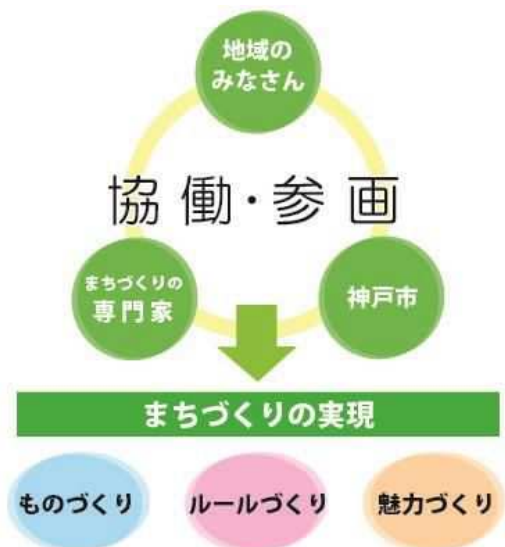 地域の
みなさん
協働・参画
まちづくりの
専門家
神戸市
まちづくりの実現
ものづくり
ルールづくり
魅力づくり